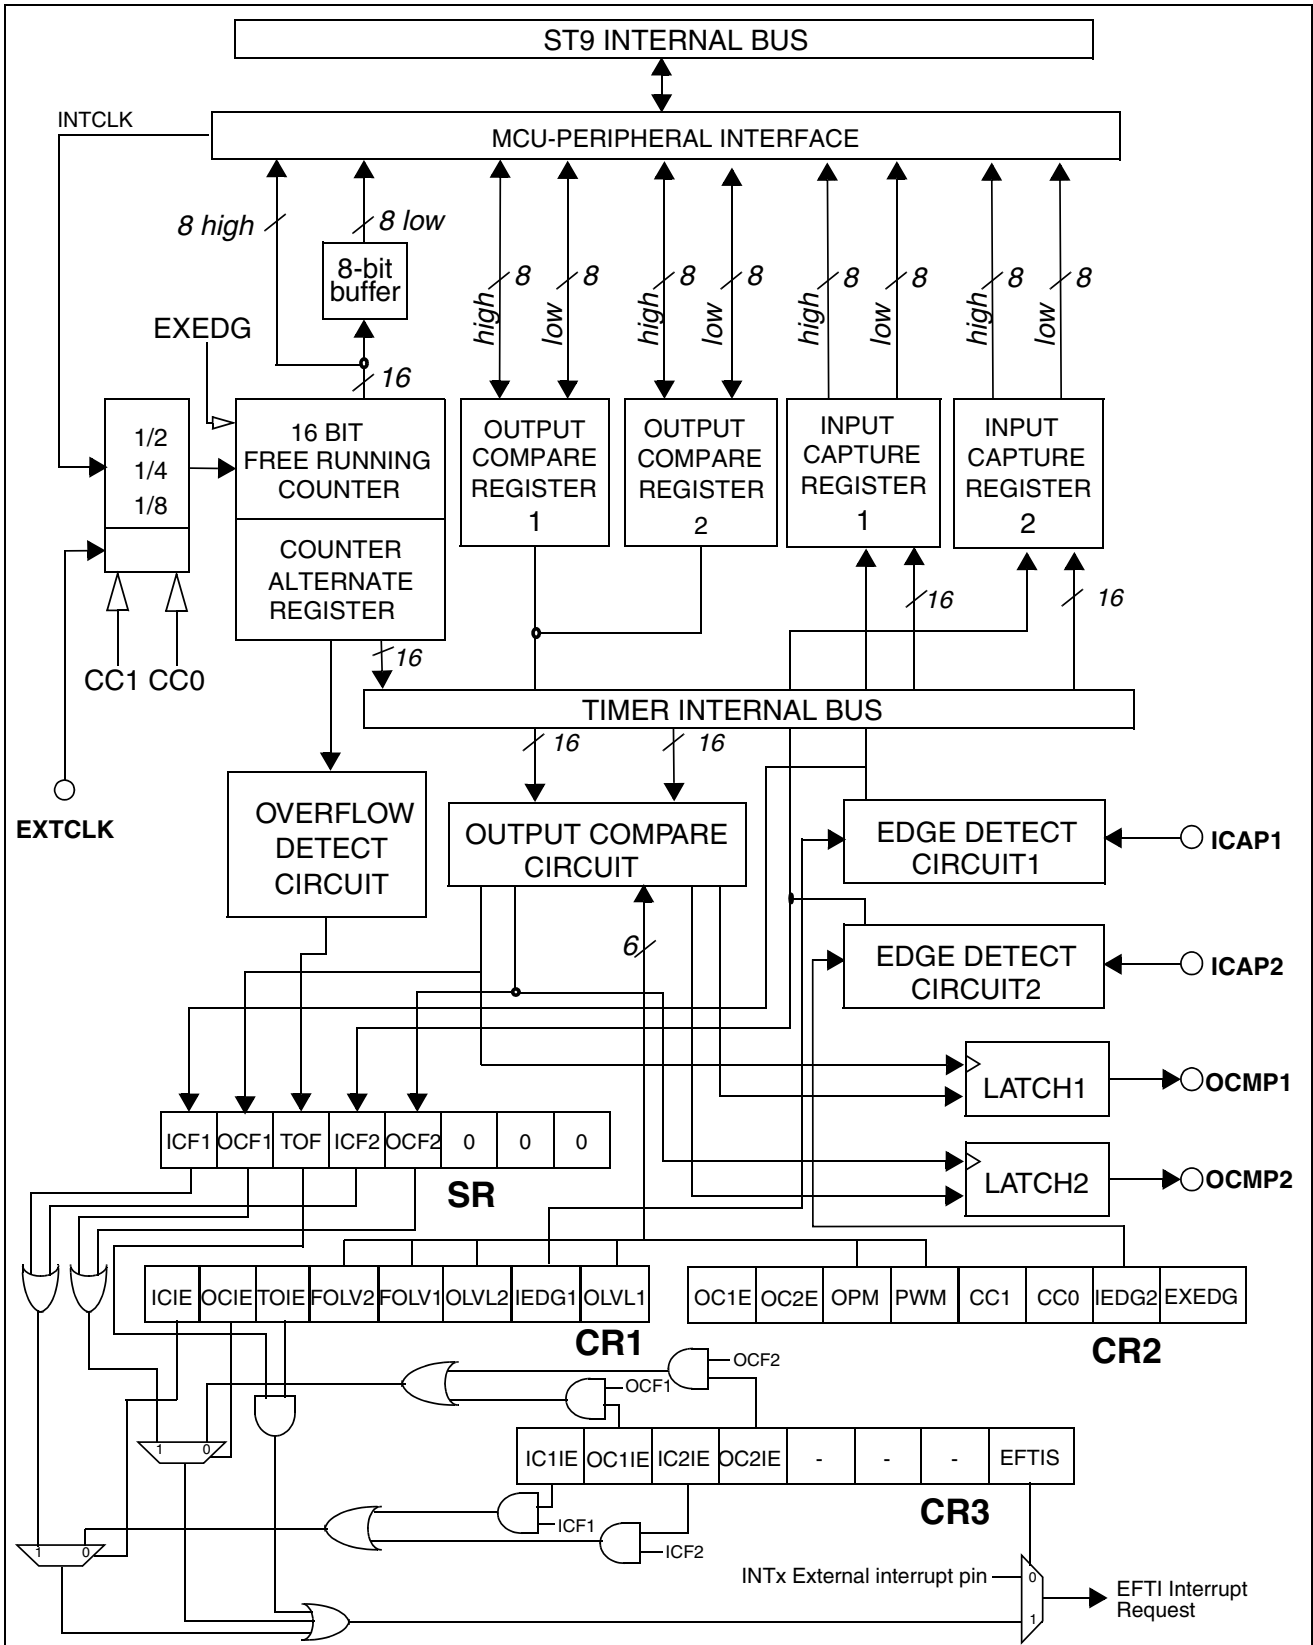 ST9 INTERNAL BUS
INTCLK
MCU-PERIPHERAL INTERFACE
8 high
8 low
8-bit
buffer
high
8
low
8
high
8
low
8
high
8
low
8
high
8
low
8
EXEDG
16
1/2
1/4
1/8
16 BIT
FREE RUNNING
COUNTER
COUNTER
ALTERNATE
REGISTER
OUTPUT
COMPARE
REGISTER
1
OUTPUT
COMPARE
REGISTER
2
INPUT
CAPTURE
REGISTER
1
INPUT
CAPTURE
REGISTER
2
16
16
16
CC1 CC0
TIMER INTERNAL BUS
16
16
EXTCLK
OVERFLOW
DETECT
CIRCUIT
OUTPUT COMPARE
CIRCUIT
EDGE DETECT
CIRCUIT1
ICAP1
6
EDGE DETECT
CIRCUIT2
ICAP2
LATCH1
OCMP1
LATCH2
OCMP2
ICF1 OCF1 TOF ICF2 OCF2 0 0 0
SR
ICIE OCIE TOIE FOLV2 FOLV1 OLVL2 IEDG1 OLVL1
CR1
OC1E OC2E OPM PWM CC1 CC0 IEDG2 EXEDG
CR2
OCF2
OCF1
1 0
IC1IE OC1IE IC2IE OC2IE - - - EFTIS
CR3
ICF1
ICF2
1 0
INTx External interrupt pin
0
1
EFTI Interrupt
Request